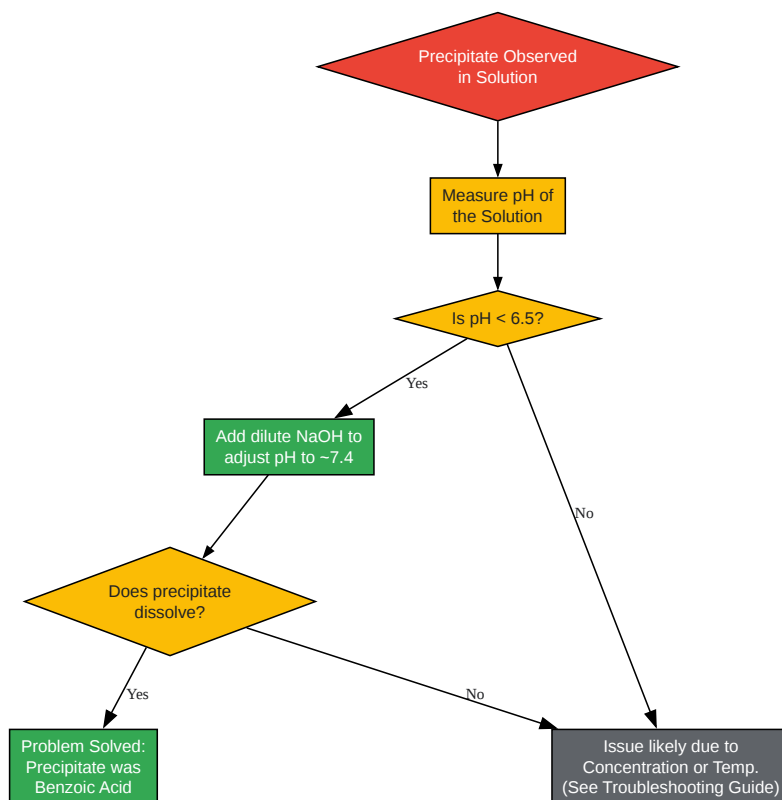 Precipitate Observed
in Solution
Measure pH of
the Solution
Is pH < 6.5?
Yes
Add dilute NaOH to
adjust pH to ~7.4
No
Does precipitate
dissolve?
Yes
No
Problem Solved:
Precipitate was
Benzoic Acid
Issue likely due to
Concentration or Temp.
(See Troubleshooting Guide)